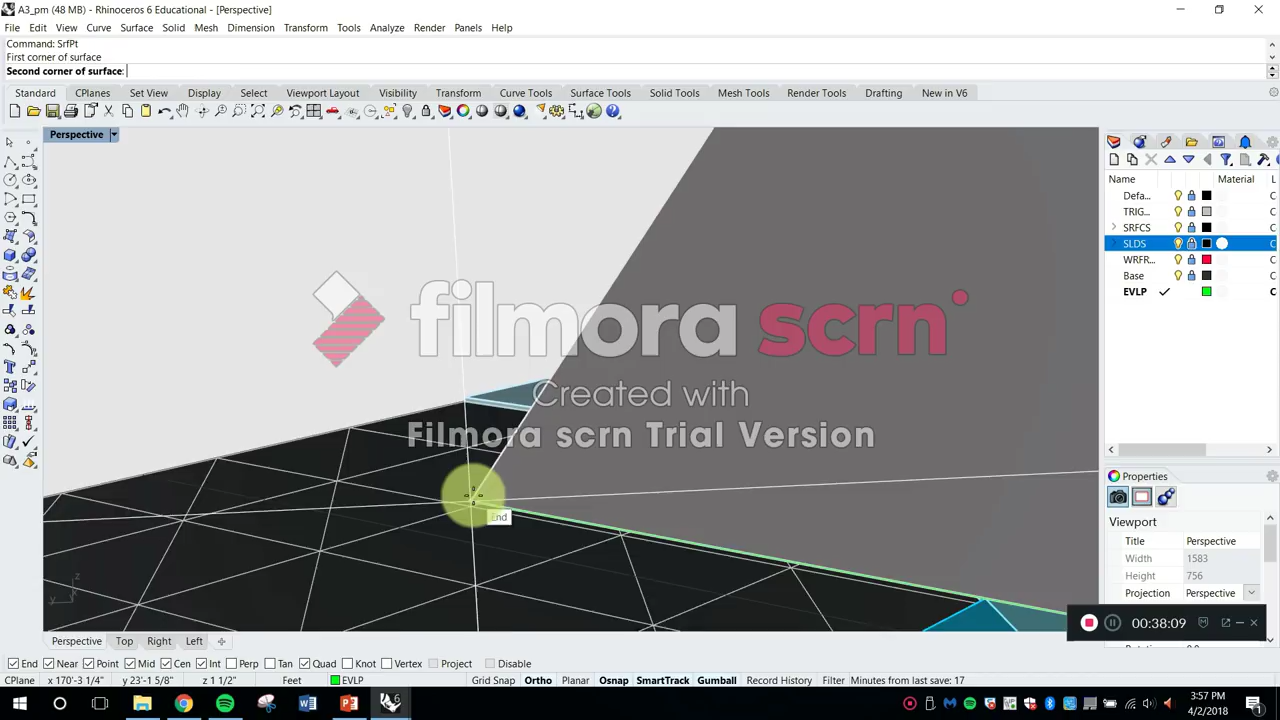 A3_pm (48 MB) - Rhinoceros 6 Educational - [Perspective]
File Edit View Curve Surface Solid Mesh Dimension Transform Tools Analyze Render Panels Help
Command: SrfPt
First corner of surface
Second corner of surface:
Standard CPlanes Set View Display Select Viewport Layout Visibility Transform Curve Tools Surface Tools Solid Tools Mesh Tools Render Tools Drafting New in V6
Perspective
Name Material L
Defa... C
TRIG... C
SRFCS C
SLDS C
WRFR... C
Base C
EVLP C
filmora scrn
Created with
Filmora scrn Trial Version
End
Properties
Viewport
Title Perspective
Width 1583
Height 756
Projection Perspective
00:38:09
z
y x
Perspective Top Right Left
End Near Point Mid Cen Int Perp Tan Quad Knot Vertex Project Disable
CPlane x 170'-3 1/4" y 23'-1 5/8" z 1 1/2" Feet EVLP Grid Snap Ortho Planar Osnap SmartTrack Gumball Record History Filter Minutes from last save: 17
3:57 PM
4/2/2018